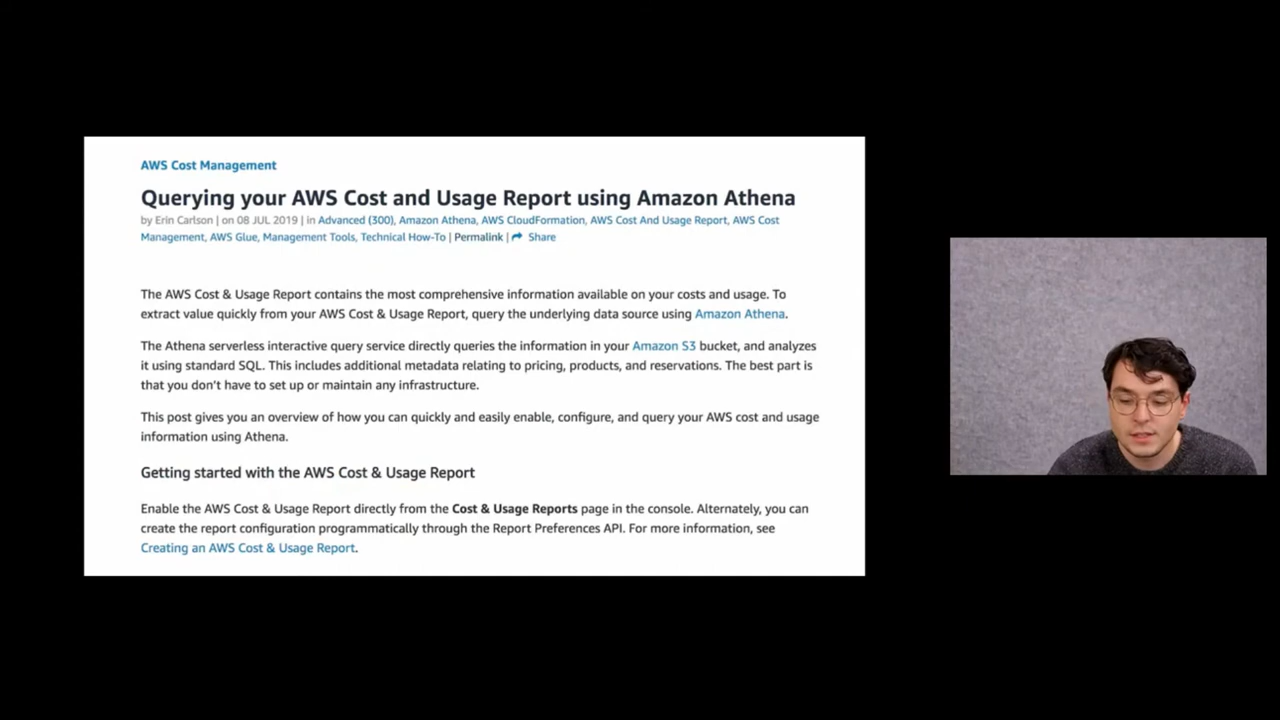 AWS Cost Management
Querying your AWS Cost and Usage Report using Amazon Athena
by Erin Carlson | on 08 JUL 2019 | in Advanced (300), Amazon Athena, AWS CloudFormation, AWS Cost And Usage Report, AWS Cost
Management, AWS Glue, Management Tools, Technical How-To | Permalink | Share
The AWS Cost & Usage Report contains the most comprehensive information available on your costs and usage. To
extract value quickly from your AWS Cost & Usage Report, query the underlying data source using Amazon Athena.
The Athena serverless interactive query service directly queries the information in your Amazon S3 bucket, and analyzes
it using standard SQL. This includes additional metadata relating to pricing, products, and reservations. The best part is
that you don't have to set up or maintain any infrastructure.
This post gives you an overview of how you can quickly and easily enable, configure, and query your AWS cost and usage
information using Athena.
Getting started with the AWS Cost & Usage Report
Enable the AWS Cost & Usage Report directly from the Cost & Usage Reports page in the console. Alternately, you can
create the report configuration programmatically through the Report Preferences API. For more information, see
Creating an AWS Cost & Usage Report.